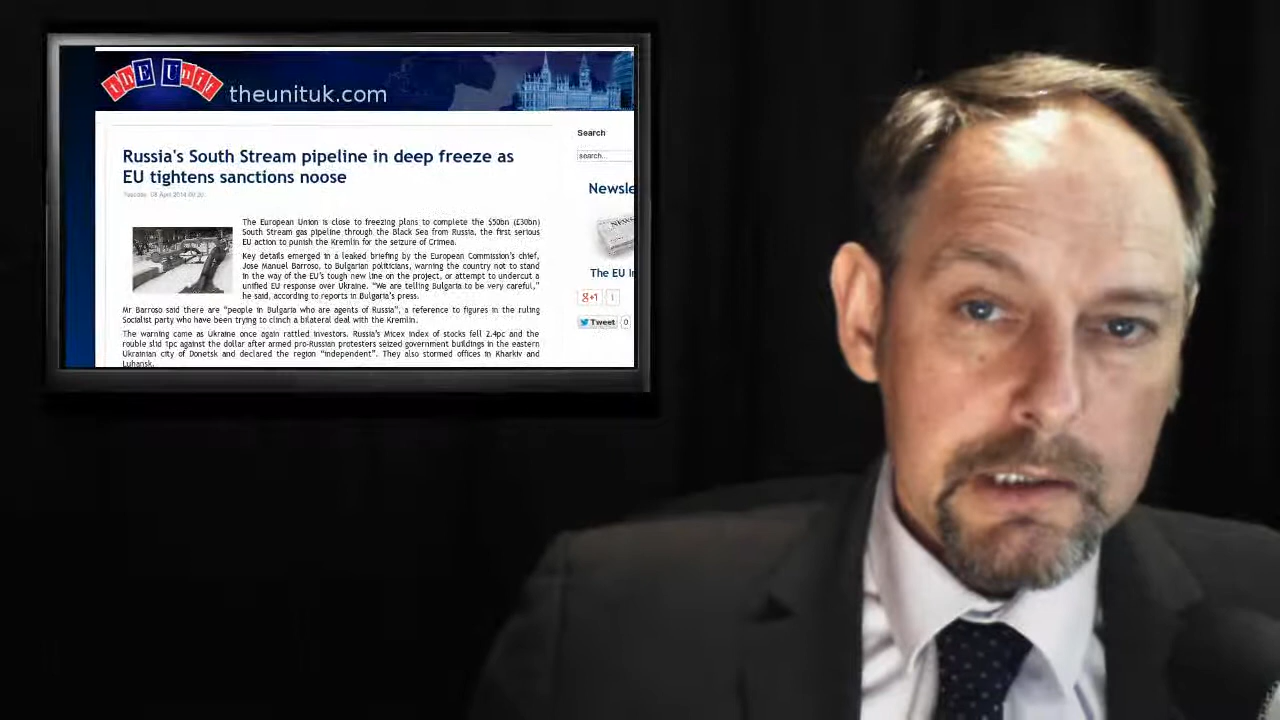 thE Unit
theunituk.com
Russia's South Stream pipeline in deep freeze as
EU tightens sanctions noose
Tuesday, 08 April 2014
The European Union is close to freezing plans to complete the $50bn (£30bn)
South Stream gas pipeline through the Black Sea from Russia, the first serious
EU action to punish the Kremlin for the seizure of Crimea.
Key details emerged in a leaked briefing by the European Commission's chief,
Jose Manuel Barroso, to Bulgarian politicians, warning the country not to stand
in the way of the EU's tough new line on the project, or attempt to undercut a
unified EU response over Ukraine. "We are telling Bulgaria to be very careful,"
he said, according to reports in Bulgaria's press.
Mr Barroso said there are "people in Bulgaria who are agents of Russia", a reference to figures in the ruling
Socialist party who have been trying to clinch a bilateral deal with the Kremlin.
The warning came as Ukraine once again rattled investors; Russia's Micex index of stocks fell 2.4pc and the
rouble slid 1pc against the dollar after armed pro-Russian protesters seized government buildings in the eastern
Ukrainian city of Donetsk and declared the region "independent". They also stormed offices in Kharkiv and
Luhansk.
Search
search...
Newsle
NEWS
The EU I
g+1 1
Tweet 0